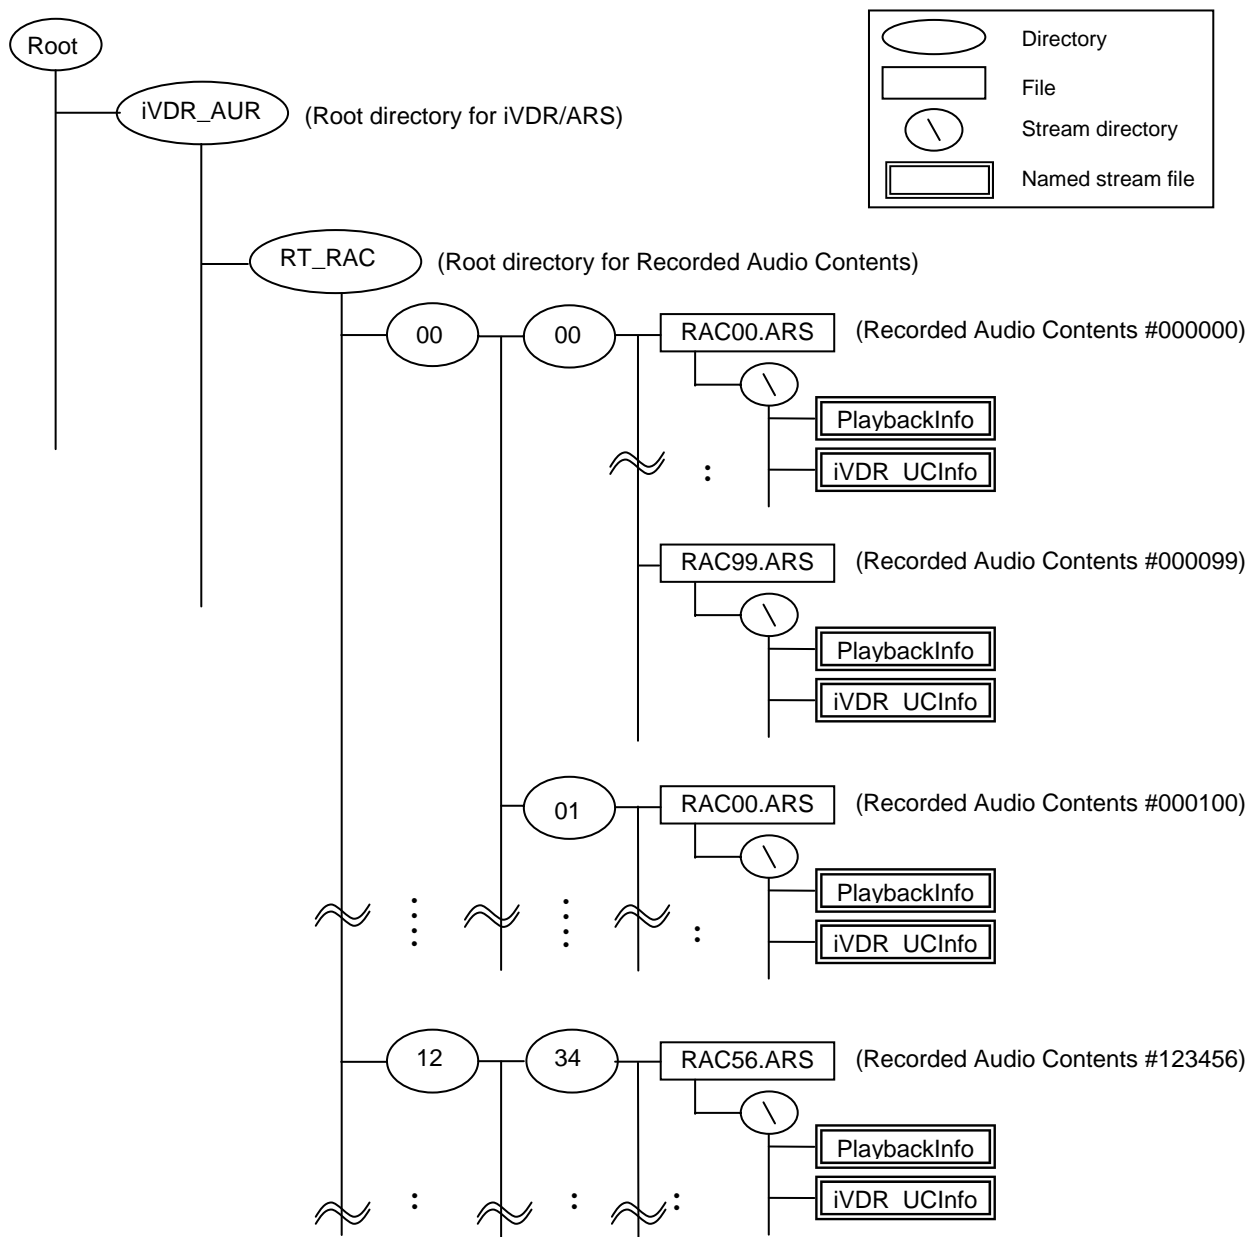 Root
Directory
File
Stream directory
Named stream file
iVDR_AUR (Root directory for iVDR/ARS)
RT_RAC (Root directory for Recorded Audio Contents)
00 00 RAC00.ARS (Recorded Audio Contents #000000)
\
PlaybackInfo
:
iVDR_UCInfo
RAC99.ARS (Recorded Audio Contents #000099)
\
PlaybackInfo
iVDR_UCInfo
01 RAC00.ARS (Recorded Audio Contents #000100)
\
PlaybackInfo
iVDR_UCInfo
12 34 RAC56.ARS (Recorded Audio Contents #123456)
\
PlaybackInfo
iVDR_UCInfo